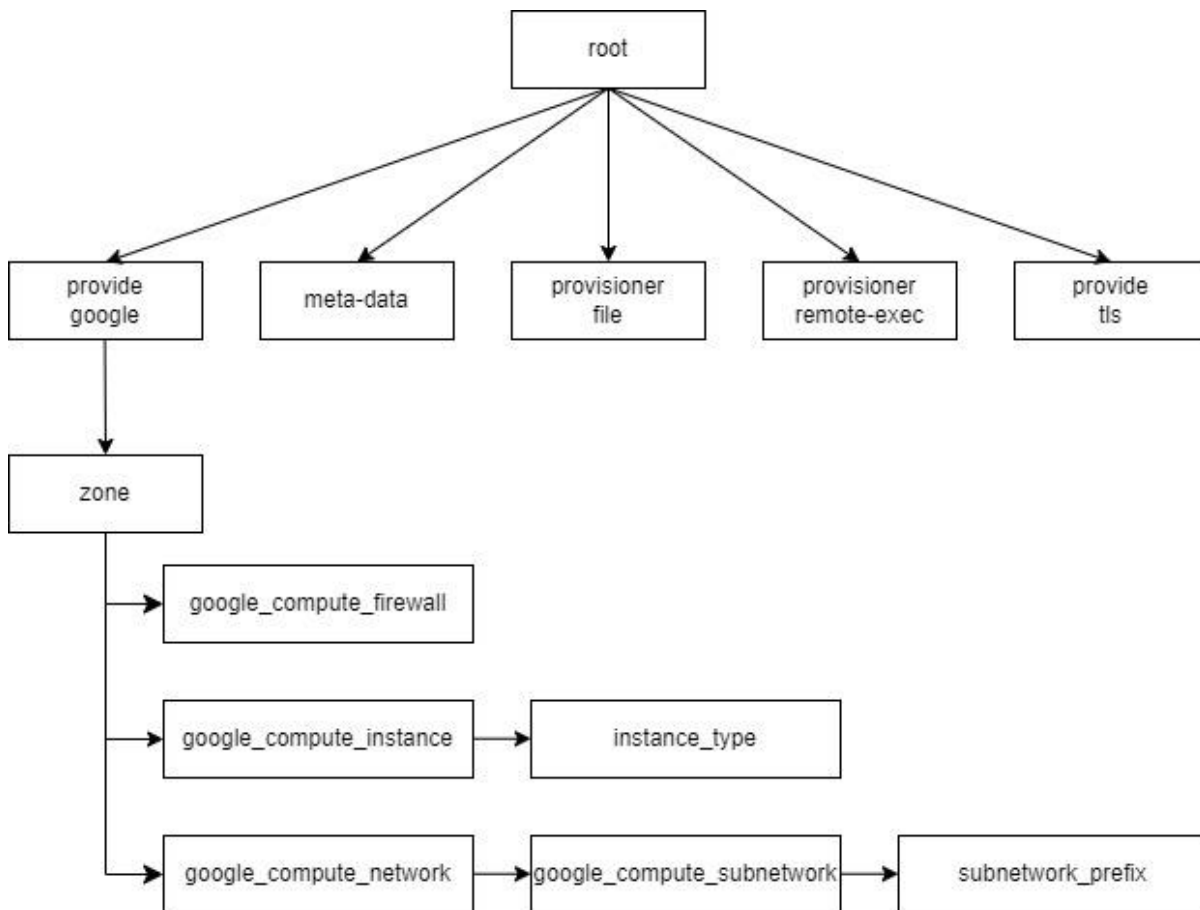 root
provide
google
meta-data
provisioner
file
provisioner
remote-exec
provide
tls
zone
google_compute_firewall
google_compute_instance
instance_type
google_compute_network
google_compute_subnetwork
subnetwork_prefix